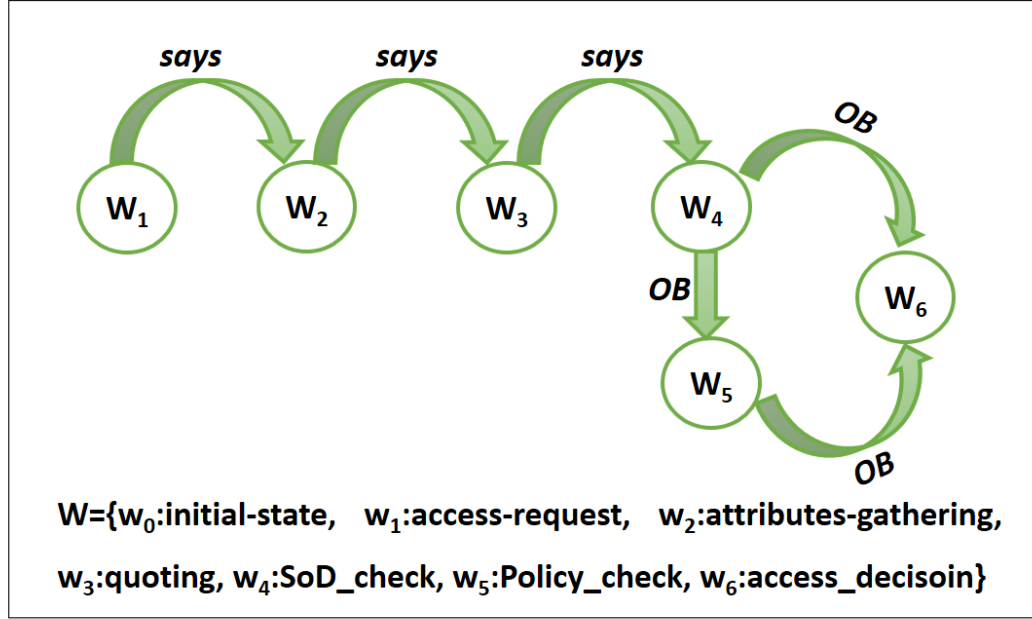 says says says
OB
W₁ W₂ W₃ W₄
OB
W₆
W₅
OB
W={w₀:initial-state, w₁:access-request, w₂:attributes-gathering,
w₃:quoting, w₄:SoD_check, w₅:Policy_check, w₆:access_decisoin}